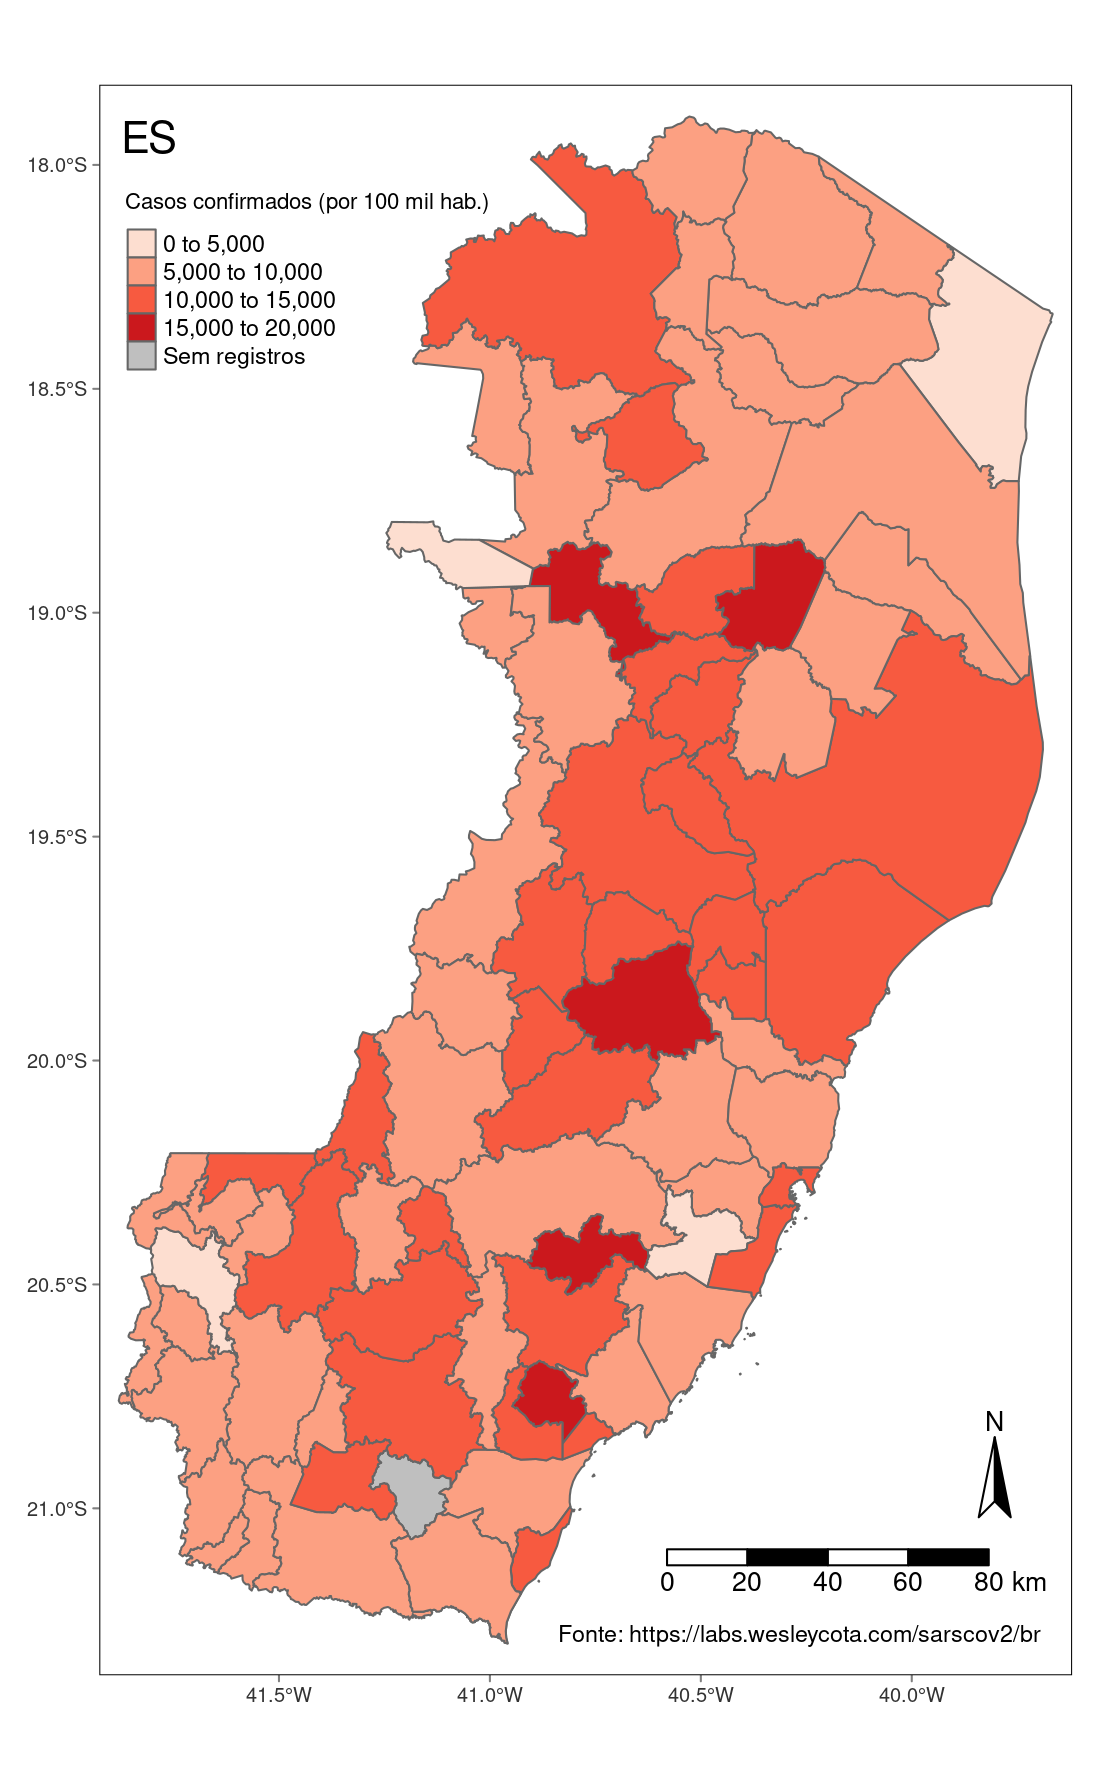 ES
Casos confirmados (por 100 mil hab.)
0 to 5,000
5,000 to 10,000
10,000 to 15,000
15,000 to 20,000
Sem registros
18.0°S
18.5°S
19.0°S
19.5°S
20.0°S
20.5°S
21.0°S
N
0 20 40 60 80 km
Fonte: https://labs.wesleycota.com/sarscov2/br
41.5°W 41.0°W 40.5°W 40.0°W